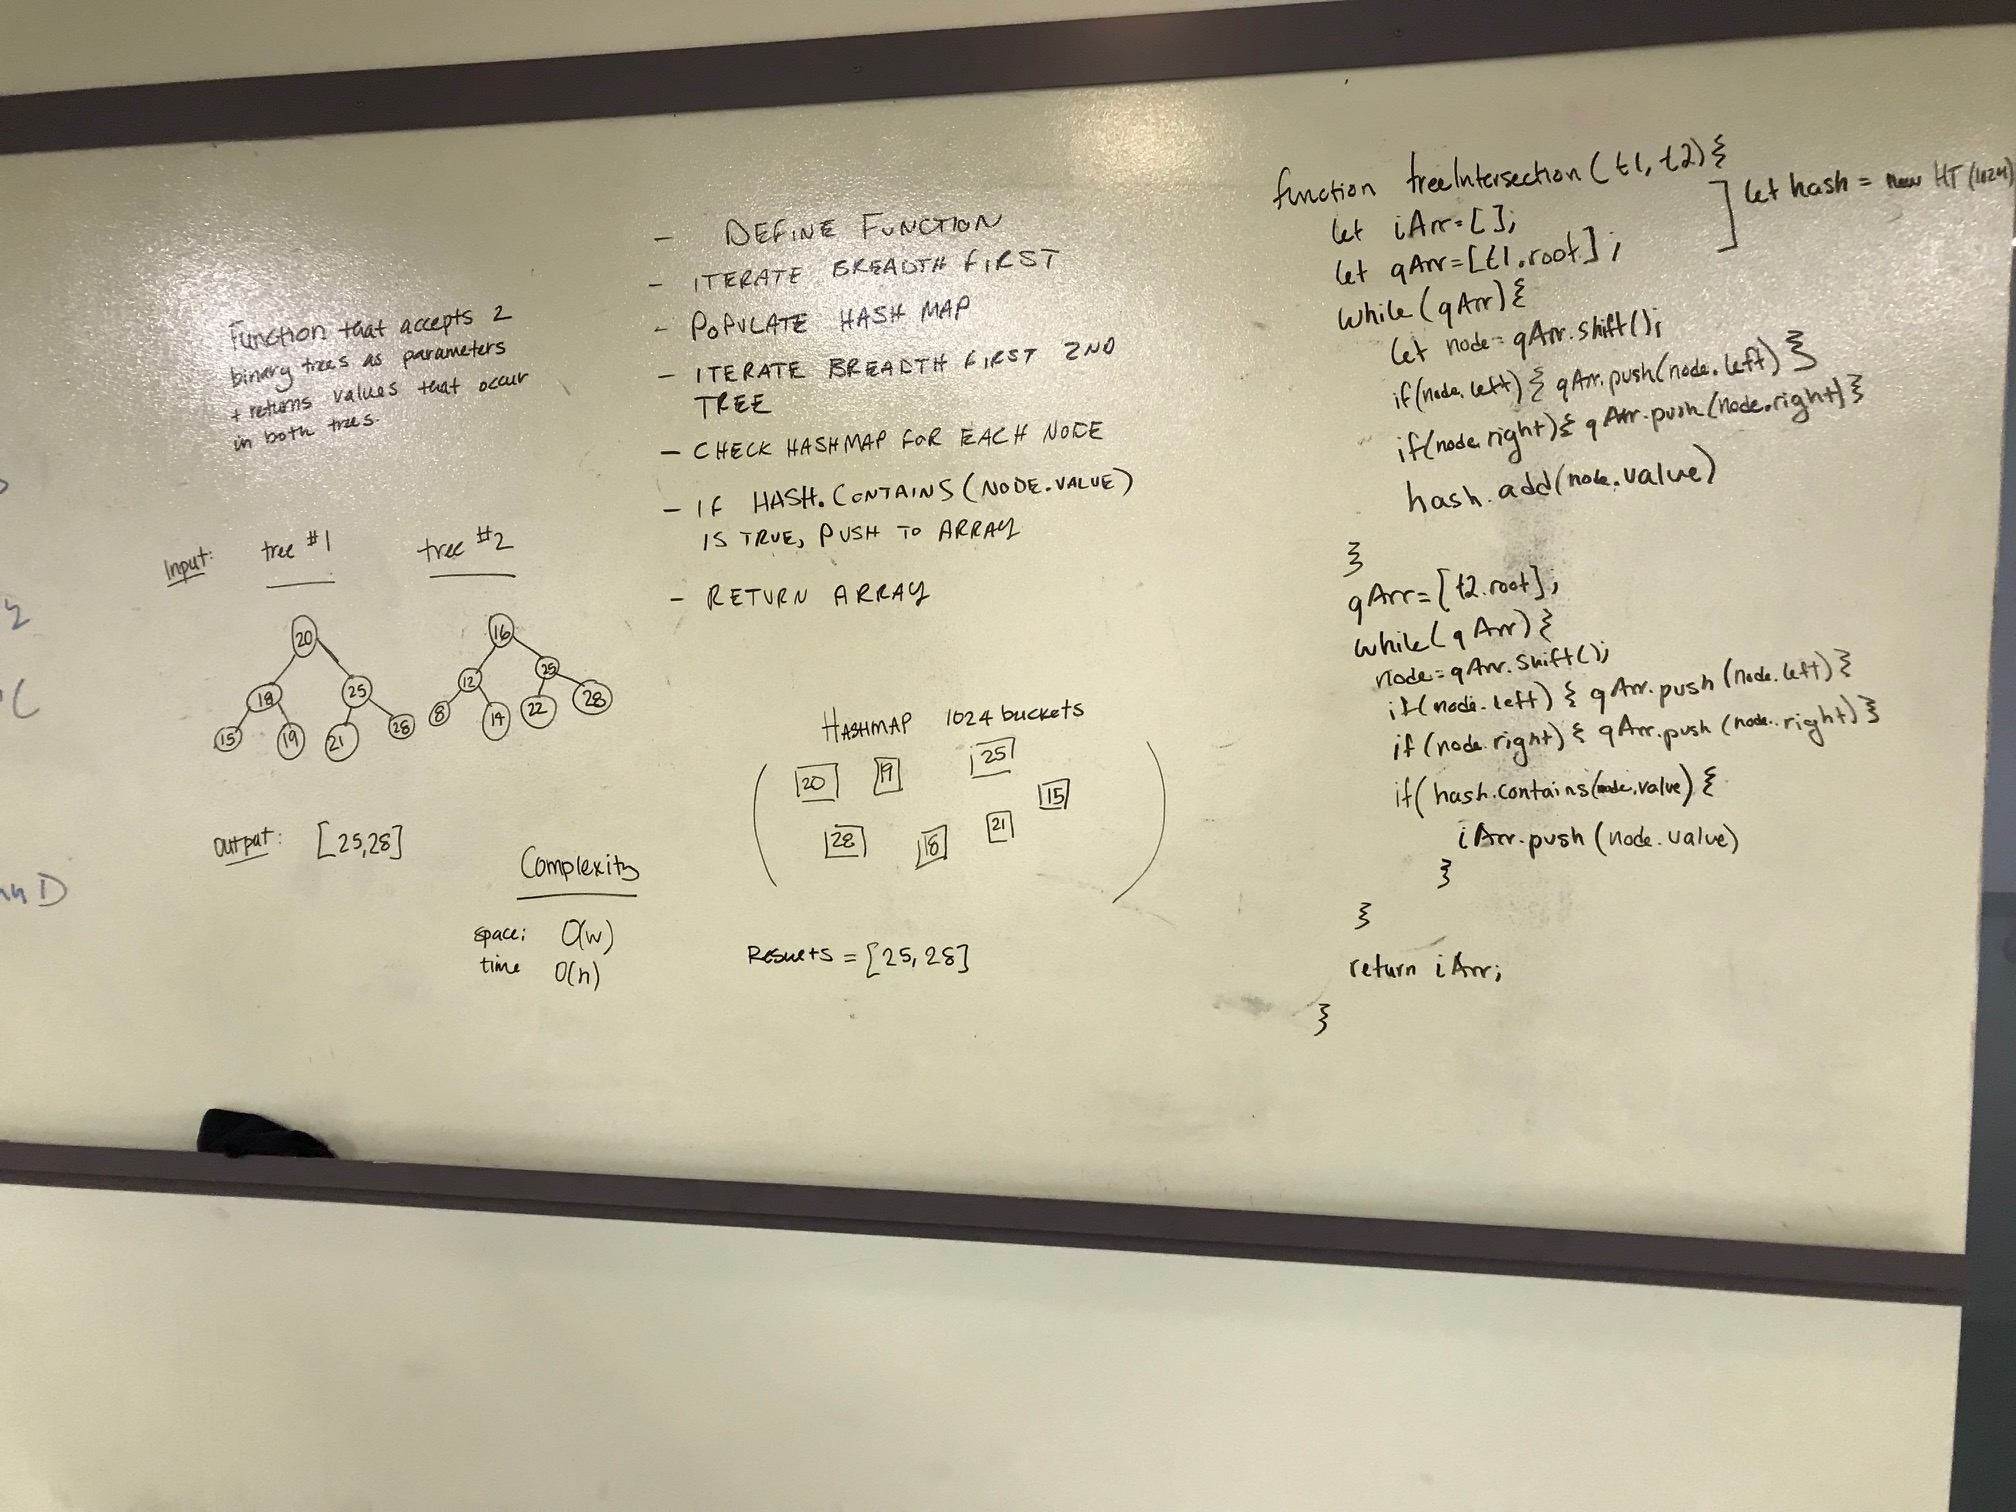 Function that accepts 2
binary trees as parameters
+ returns values that occur
in both trees.
Input: tree #1 tree #2
20
18 25
15 19 21 28
16
12 25
8 14 22 28
Output: [25,28]
Complexity
space: O(w)
time O(n)
- DEFINE FUNCTION
- ITERATE BREADTH FIRST
- POPULATE HASH MAP
- ITERATE BREADTH FIRST 2ND
TREE
- CHECK HASHMAP FOR EACH NODE
- IF HASH.CONTAINS(NODE.VALUE)
IS TRUE, PUSH TO ARRAY
- RETURN ARRAY
HASHMAP 1024 buckets
20 19 25
15
28 18 21
Results = [25,28]
function treeIntersection(t1, t2){
let iArr=[];
let qArr=[t1.root];
] let hash = new HT(1024)
while(qArr){
let node=qArr.shift();
if(node.left){ qArr.push(node.left) }
if(node.right){ qArr.push(node.right) }
hash.add(node.value)
}
qArr=[t2.root];
while(qArr){
node=qArr.shift();
if(node.left) { qArr.push(node.left) }
if(node.right) { qArr.push(node.right) }
if(hash.contains(node.value) {
iArr.push(node.value)
}
}
return iArr;
}